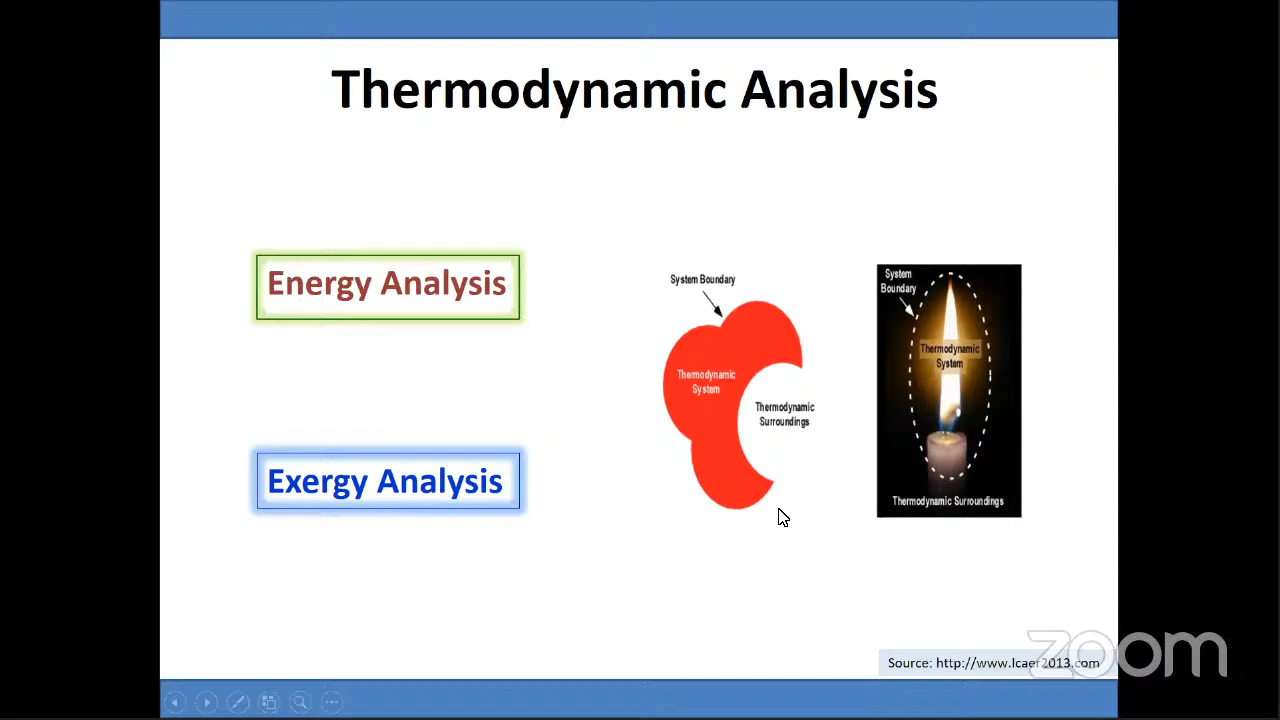 Thermodynamic Analysis
Energy Analysis
Exergy Analysis
System Boundary
Thermodynamic
System
Thermodynamic
Surroundings
System
Boundary
Thermodynamic
System
Thermodynamic Surroundings
Source: http://www.Icaer2013.com
zoom